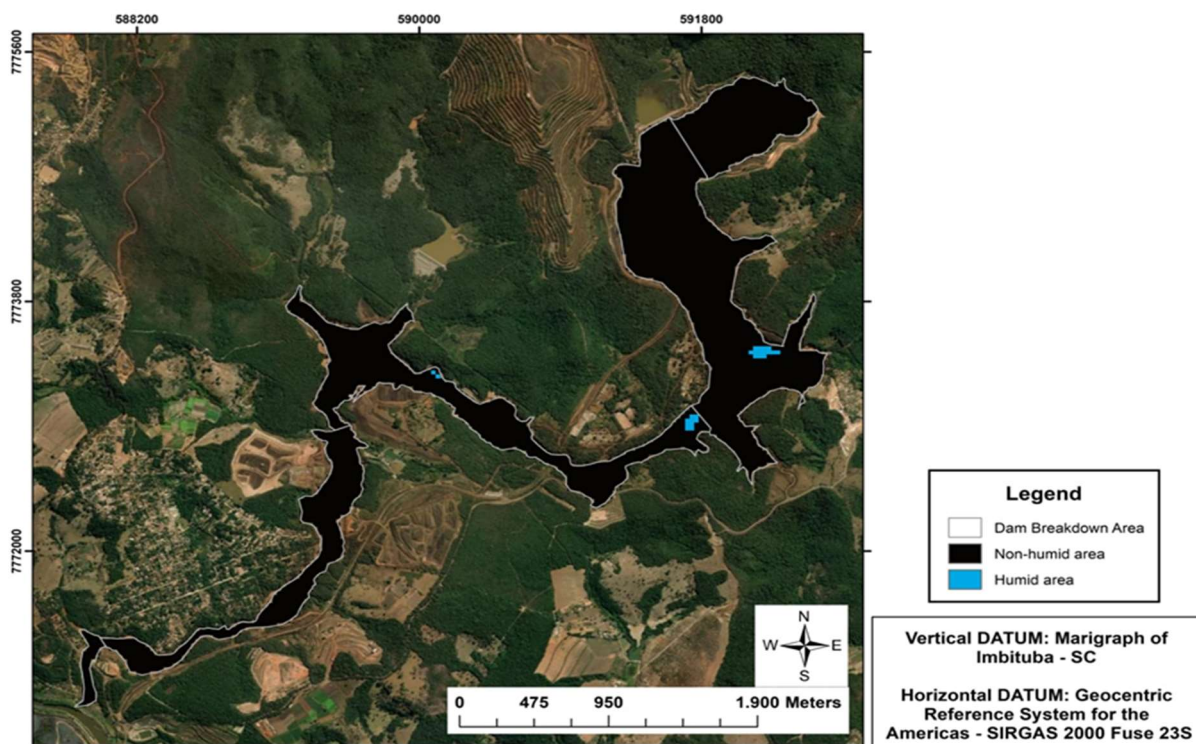 588200
590000
591800
7775600
7773800
7772000
N
W E
S
0 475 950 1.900 Meters
Legend
Dam Breakdown Area
Non-humid area
Humid area
Vertical DATUM: Marigraph of
Imbituba - SC
Horizontal DATUM: Geocentric
Reference System for the
Americas - SIRGAS 2000 Fuse 23S